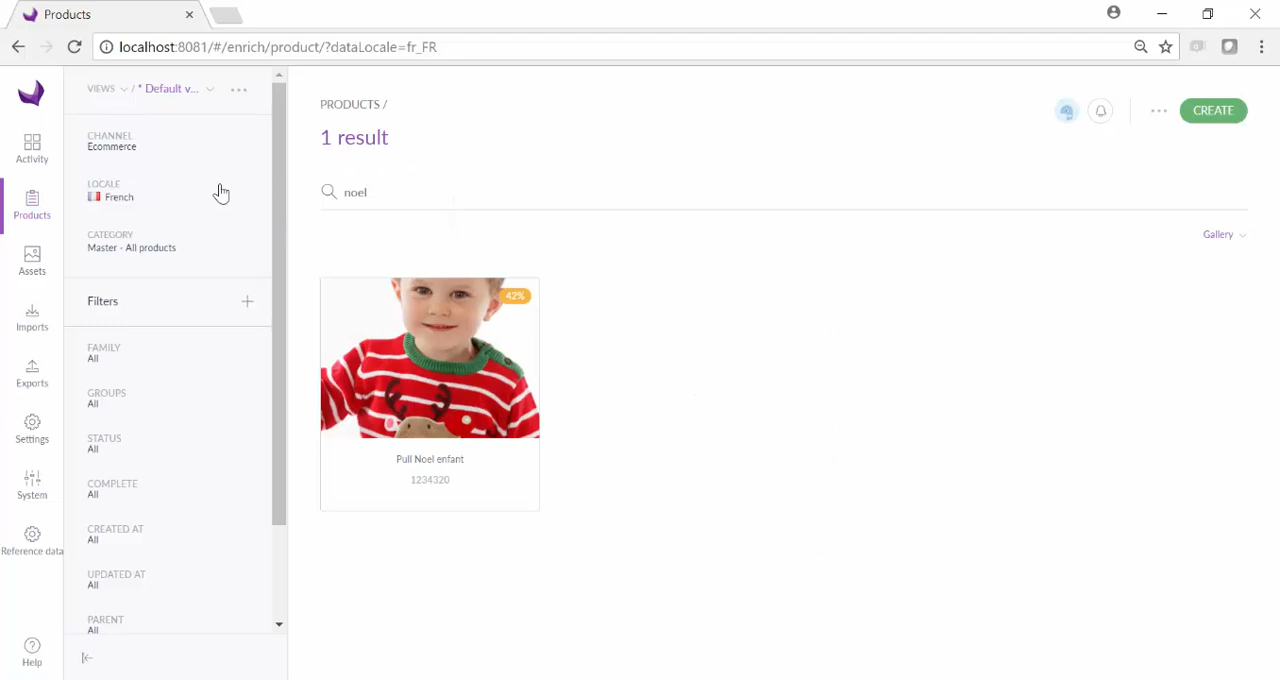 Products
localhost:8081/#/enrich/product/?dataLocale=fr_FR
VIEWS / * Default v...
CHANNEL
Ecommerce
LOCALE
French
CATEGORY
Master - All products
Filters
FAMILY
All
GROUPS
All
STATUS
All
COMPLETE
All
CREATED AT
All
UPDATED AT
All
PARENT
All
Activity
Products
Assets
Imports
Exports
Settings
System
Reference data
Help
PRODUCTS /
1 result
CREATE
noel
Gallery
42%
Pull Noel enfant
1234320